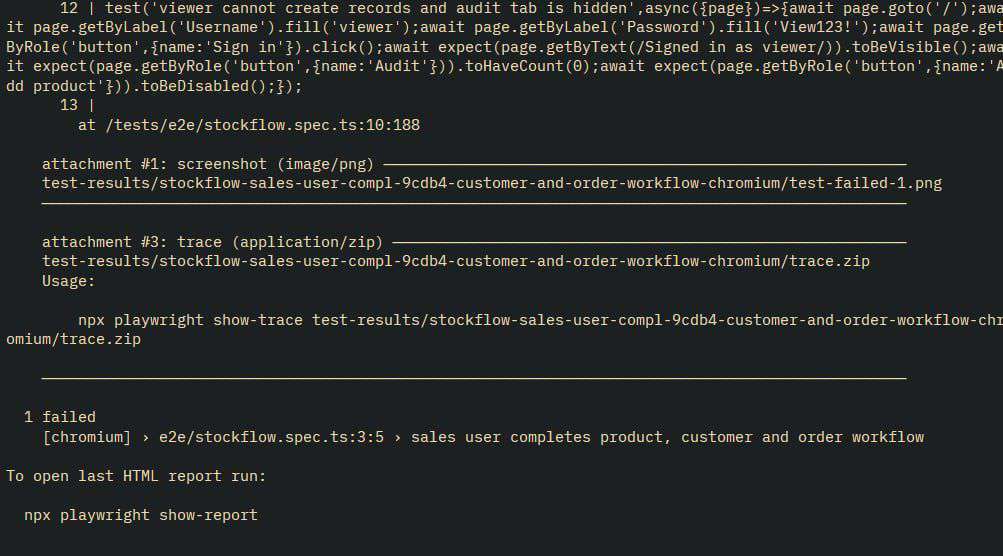 12 | test('viewer cannot create records and audit tab is hidden',async({page})=>{await page.goto('/');awa
it page.getByLabel('Username').fill('viewer');await page.getByLabel('Password').fill('View123!');await page.get
ByRole('button',{name:'Sign in'}).click();await expect(page.getByText(/Signed in as viewer/)).toBeVisible();awa
it expect(page.getByRole('button',{name:'Audit'})).toHaveCount(0);await expect(page.getByRole('button',{name:'A
dd product'})).toBeDisabled();});
13 |
at /tests/e2e/stockflow.spec.ts:10:188
attachment #1: screenshot (image/png) ──────────────────────────────────────────────────────────
test-results/stockflow-sales-user-compl-9cdb4-customer-and-order-workflow-chromium/test-failed-1.png
────────────────────────────────────────────────────────────────────────────────────────────────
attachment #3: trace (application/zip) ─────────────────────────────────────────────────────────
test-results/stockflow-sales-user-compl-9cdb4-customer-and-order-workflow-chromium/trace.zip
Usage:
npx playwright show-trace test-results/stockflow-sales-user-compl-9cdb4-customer-and-order-workflow-chr
omium/trace.zip
────────────────────────────────────────────────────────────────────────────────────────────────
1 failed
[chromium] › e2e/stockflow.spec.ts:3:5 › sales user completes product, customer and order workflow
To open last HTML report run:
npx playwright show-report